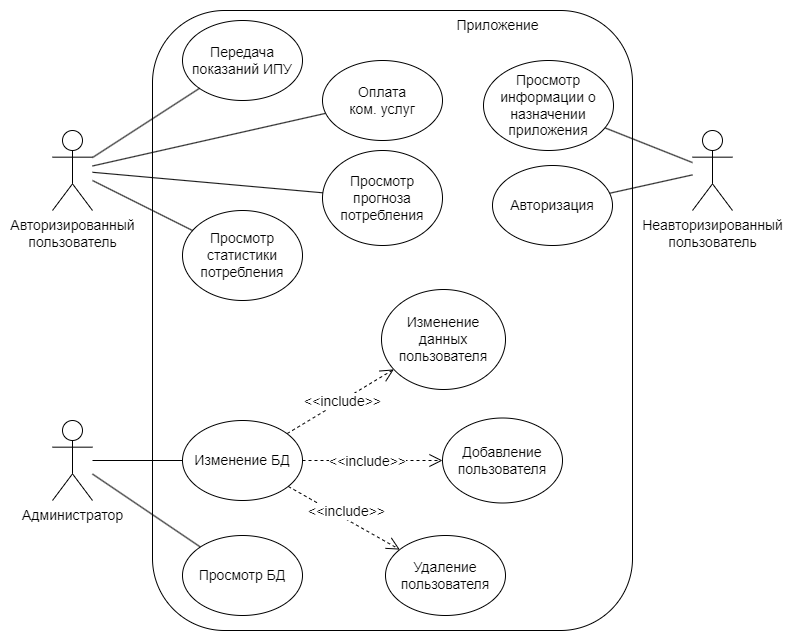 Приложение
Передача
показаний ИПУ
Оплата
ком. услуг
Просмотр
информации о
назначении
приложения
Просмотр
прогноза
потребления
Авторизация
Авторизированный
пользователь
Неавторизированный
пользователь
Просмотр
статистики
потребления
Изменение
данных
пользователя
<<include>>
Изменение БД
<<include>>
Добавление
пользователя
<<include>>
Администратор
Просмотр БД
Удаление
пользователя